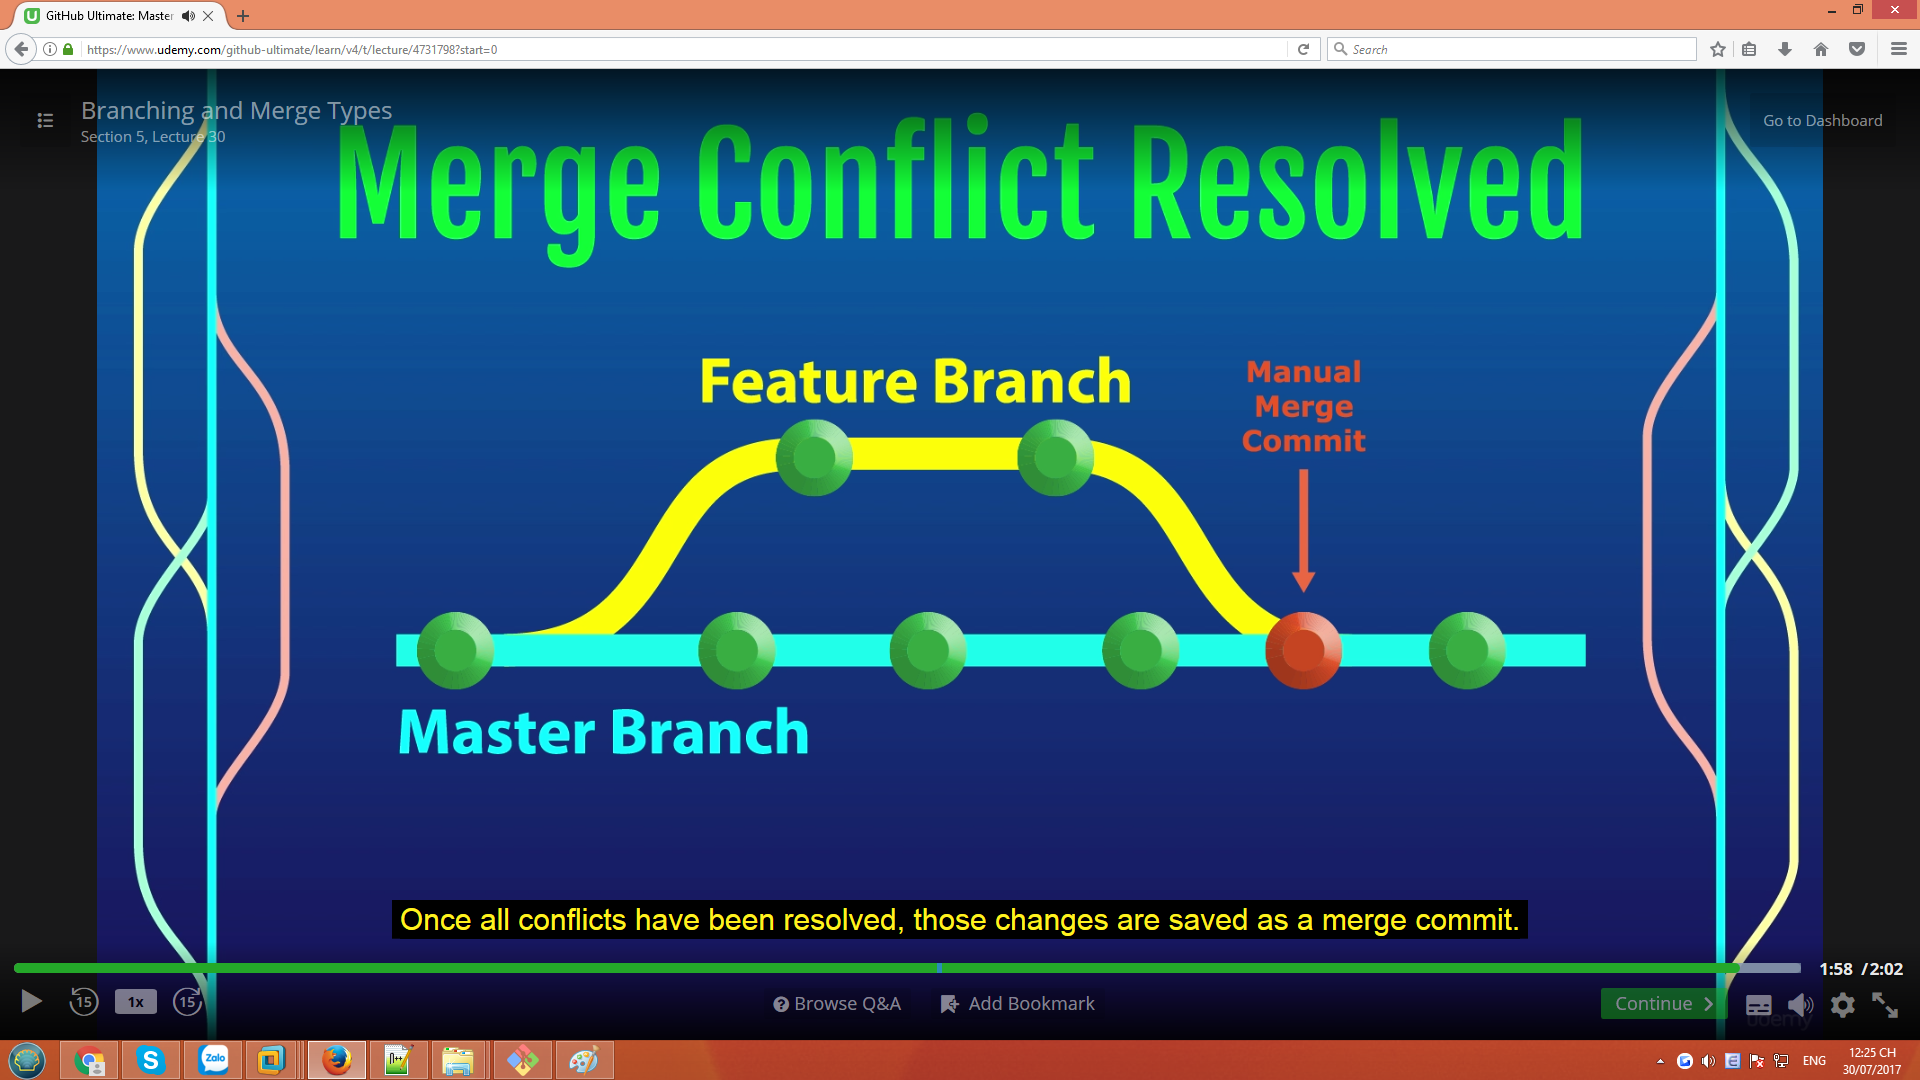 GitHub Ultimate: Master
https://www.udemy.com/github-ultimate/learn/v4/t/lecture/4731798?start=0
Search
Branching and Merge Types
Section 5, Lecture 30
Go to Dashboard
Merge Conflict Resolved
Feature Branch
Manual
Merge
Commit
Master Branch
Once all conflicts have been resolved, those changes are saved as a merge commit.
1:58 / 2:02
15
1x
15
Browse Q&A
Add Bookmark
Continue
udemy
Zalo
ENG
12:25 CH
30/07/2017